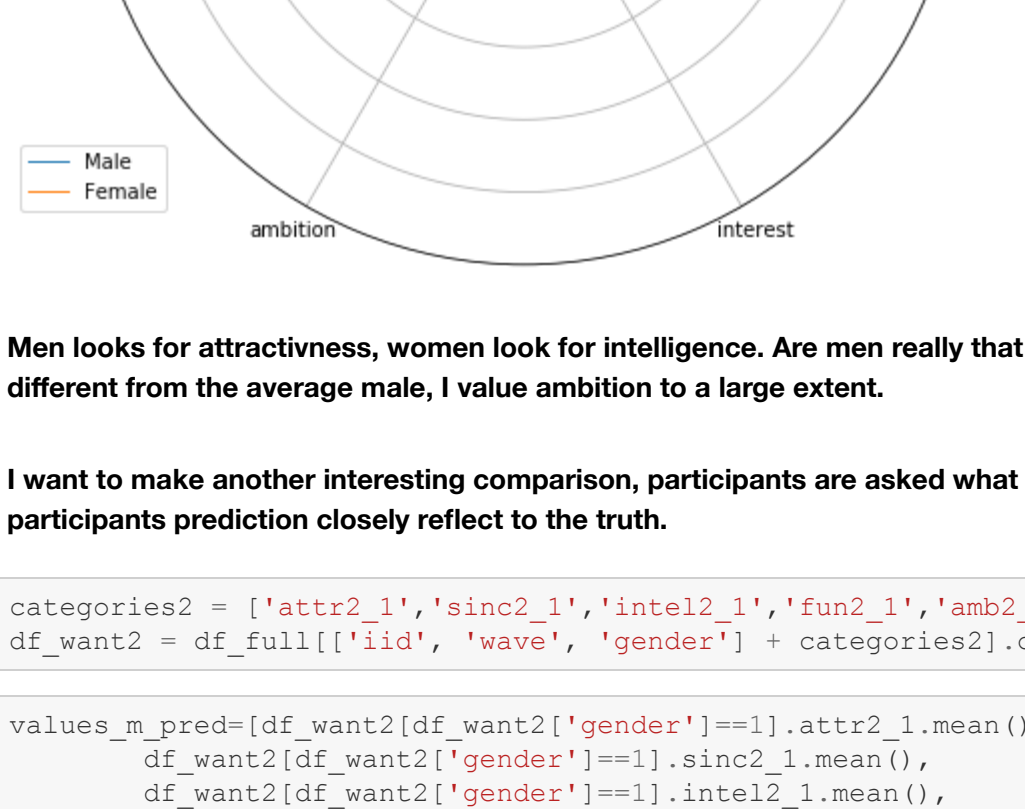 Male
Female
ambition
interest
Men looks for attractivness, women look for intelligence. Are men really that
different from the average male, I value ambition to a large extent.
I want to make another interesting comparison, participants are asked what
participants prediction closely reflect to the truth.
categories2 = ['attr2_1','sinc2_1','intel2_1','fun2_1','amb2_
df_want2 = df_full[['iid', 'wave', 'gender'] + categories2].
values_m_pred=[df_want2[df_want2['gender']==1].attr2_1.mean()
df_want2[df_want2['gender']==1].sinc2_1.mean(),
df_want2[df_want2['gender']==1].intel2_1.mean(),